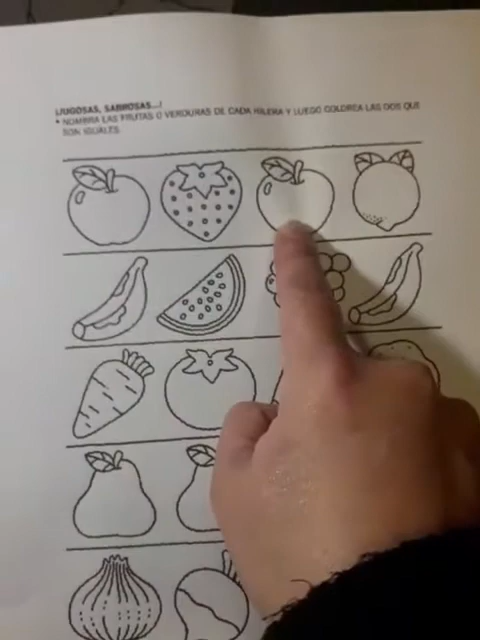 ¡JUGOSAS, SABROSAS...!
• NOMBRA LAS FRUTAS O VERDURAS DE CADA HILERA Y LUEGO COLOREA LAS DOS QUE
SON IGUALES.